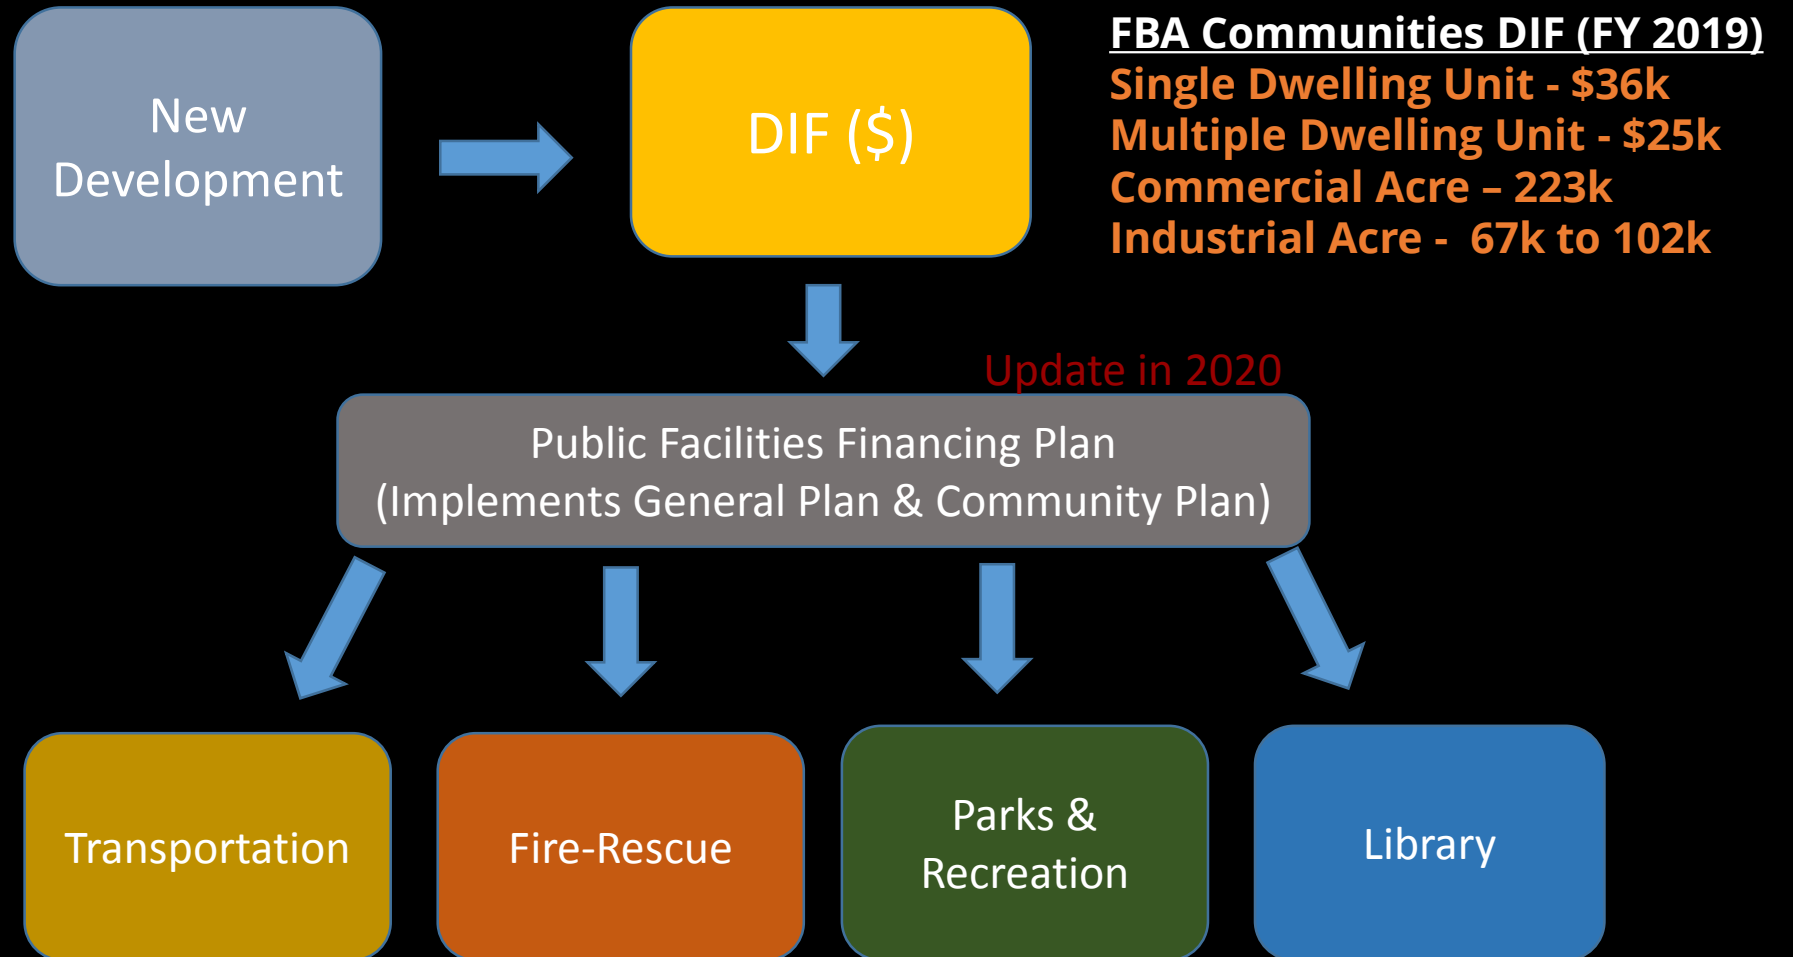 New
Development
DIF ($)
FBA Communities DIF (FY 2019)
Single Dwelling Unit - $36k
Multiple Dwelling Unit - $25k
Commercial Acre – 223k
Industrial Acre -  67k to 102k
Update in 2020
Public Facilities Financing Plan
(Implements General Plan & Community Plan)
Transportation
Fire-Rescue
Parks &
Recreation
Library